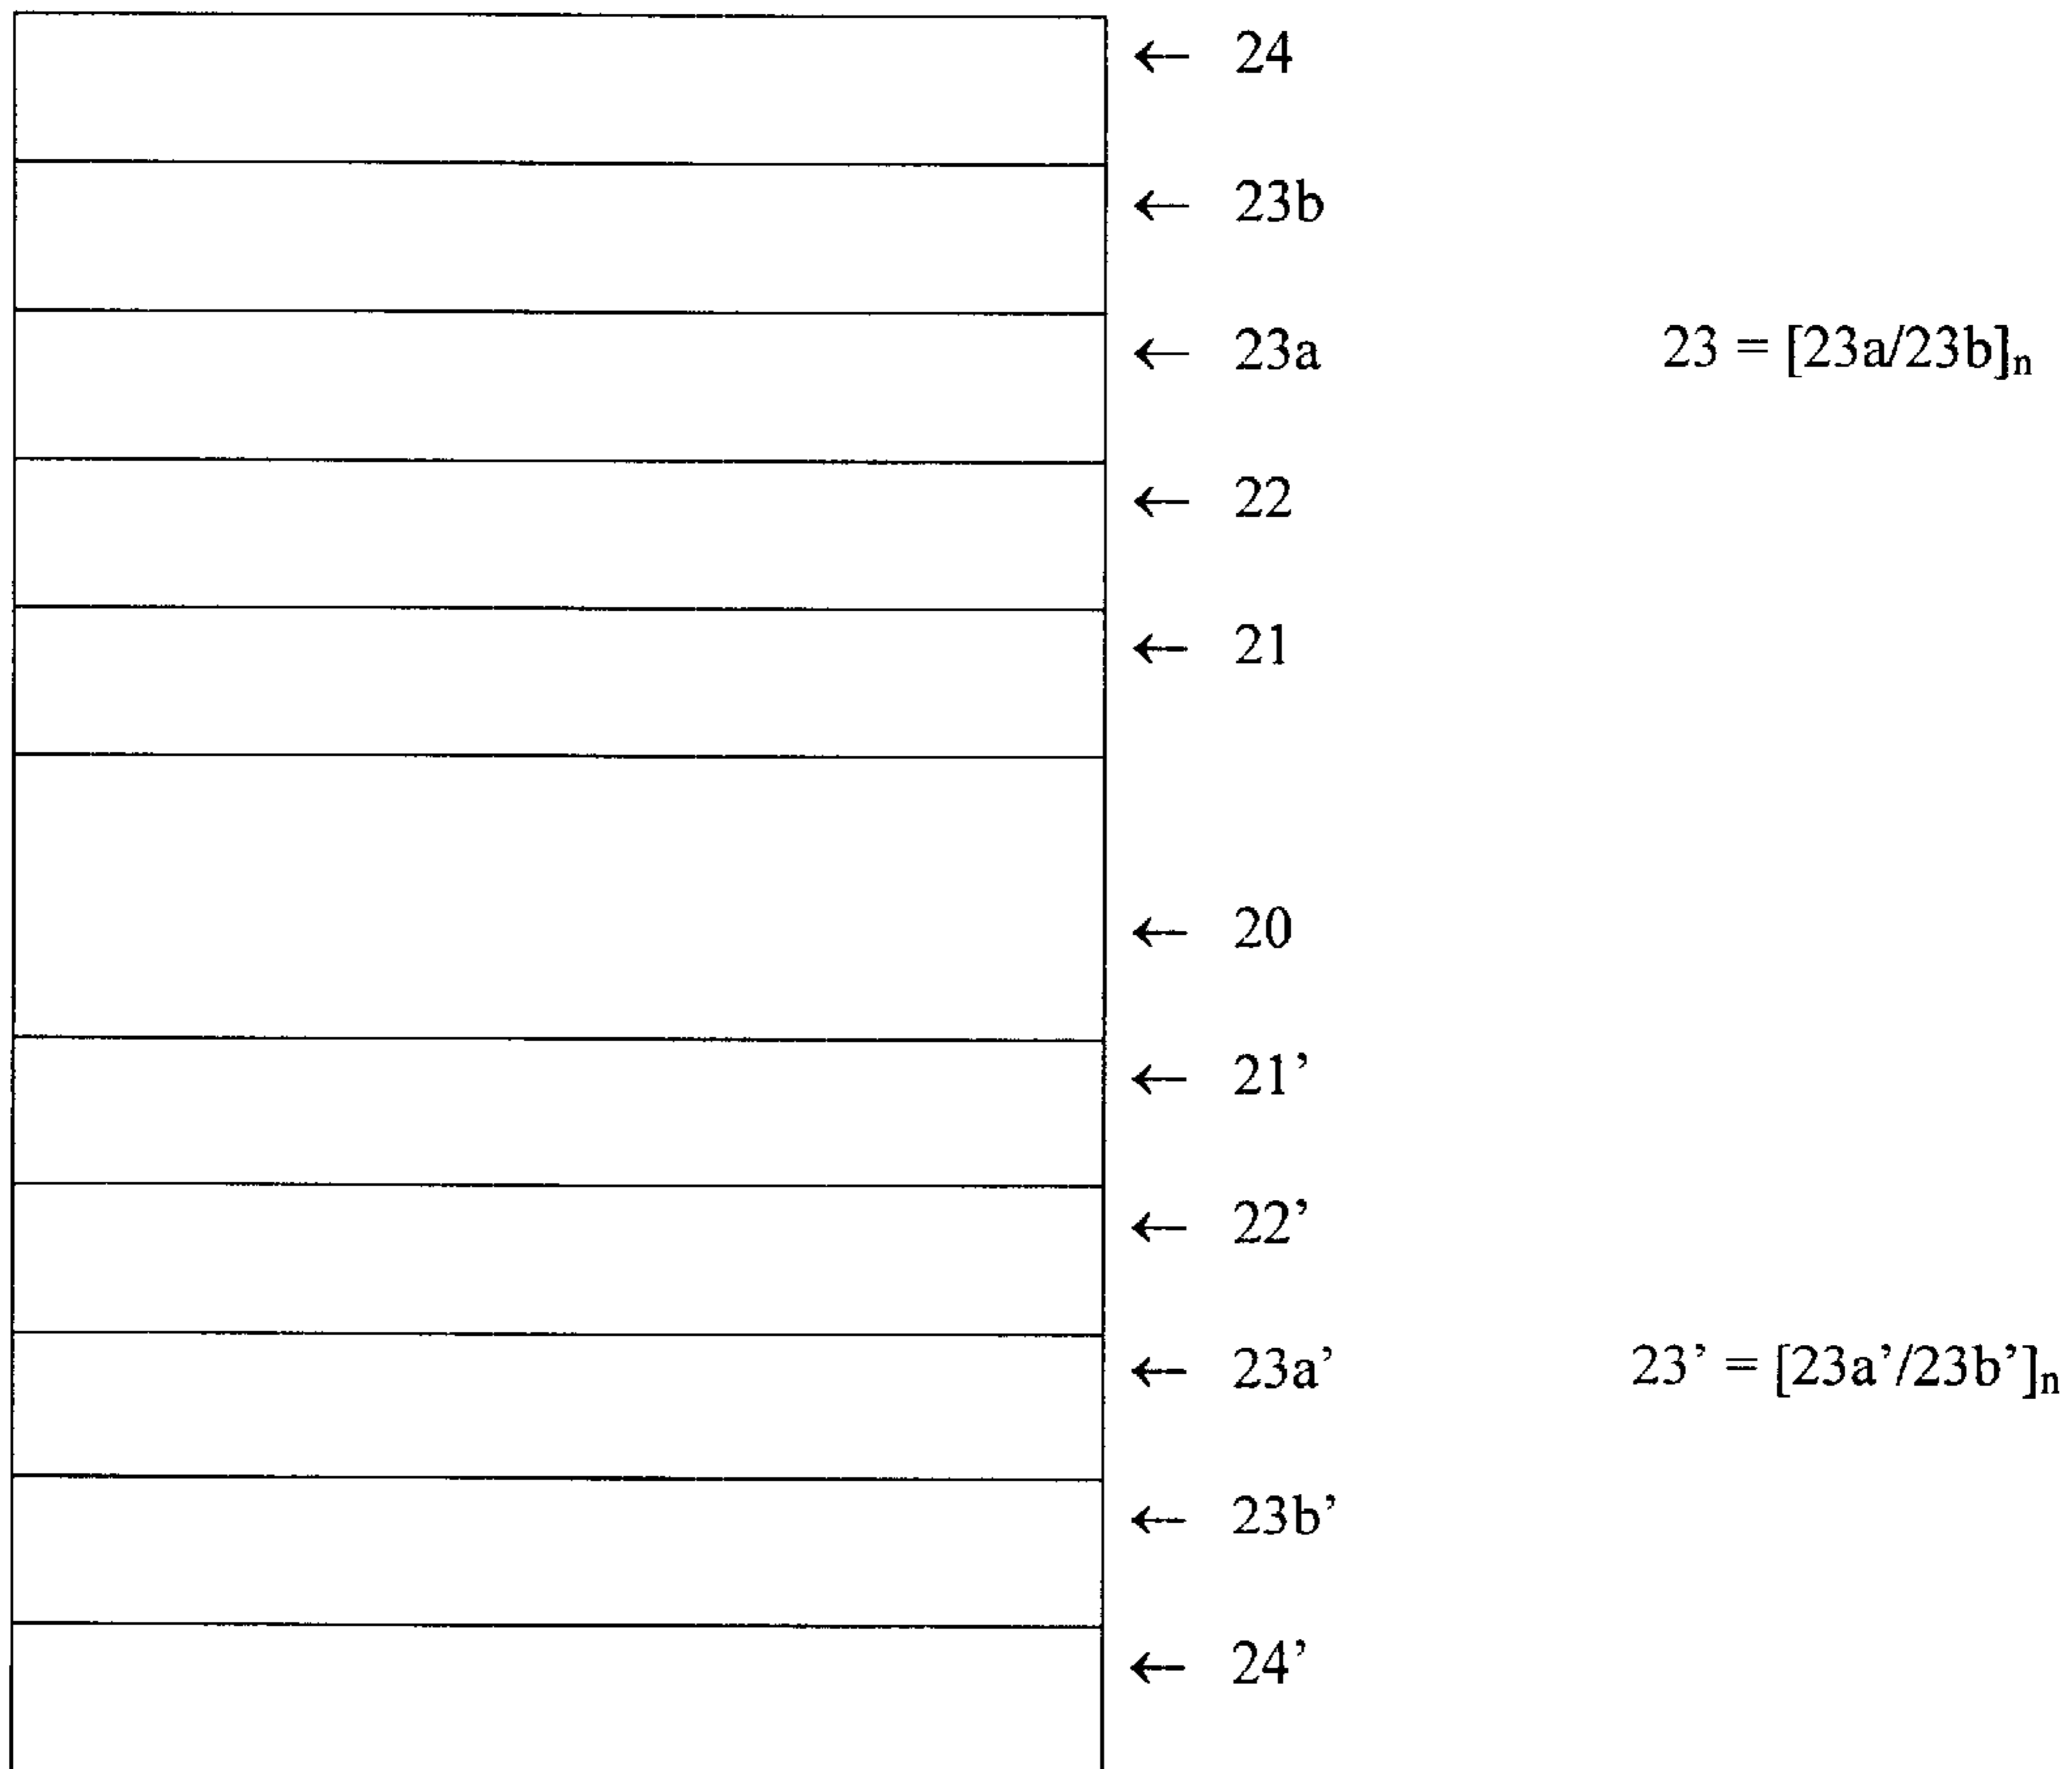 ← 24
← 23b
← 23a 23 = [23a/23b]n
← 22
← 21
← 20
← 21’
← 22’
← 23a’ 23’ = [23a’/23b’]n
← 23b’
← 24’